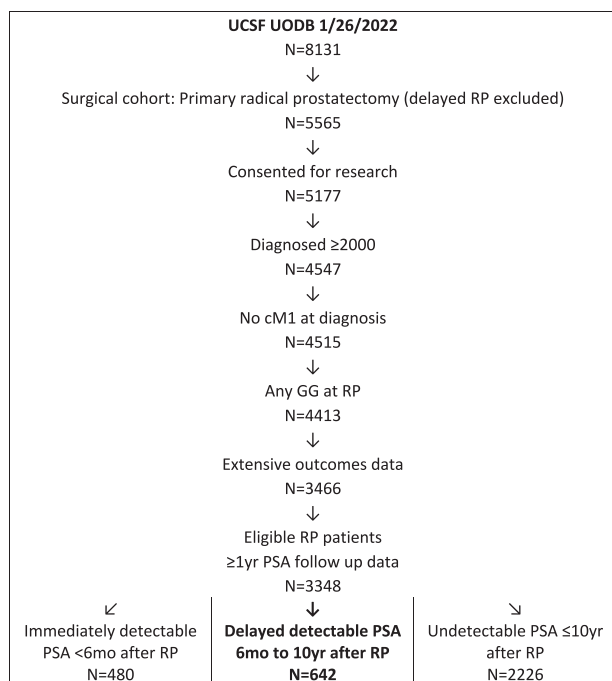 UCSF UODB 1/26/2022
N=8131
↓
Surgical cohort: Primary radical prostatectomy (delayed RP excluded)
N=5565
↓
Consented for research
N=5177
↓
Diagnosed ≥2000
N=4547
↓
No cM1 at diagnosis
N=4515
↓
Any GG at RP
N=4413
↓
Extensive outcomes data
N=3466
↓
Eligible RP patients
≥1yr PSA follow up data
N=3348
↙
Immediately detectable
PSA <6mo after RP
N=480
↓
Delayed detectable PSA
6mo to 10yr after RP
N=642
↘
Undetectable PSA ≤10yr
after RP
N=2226